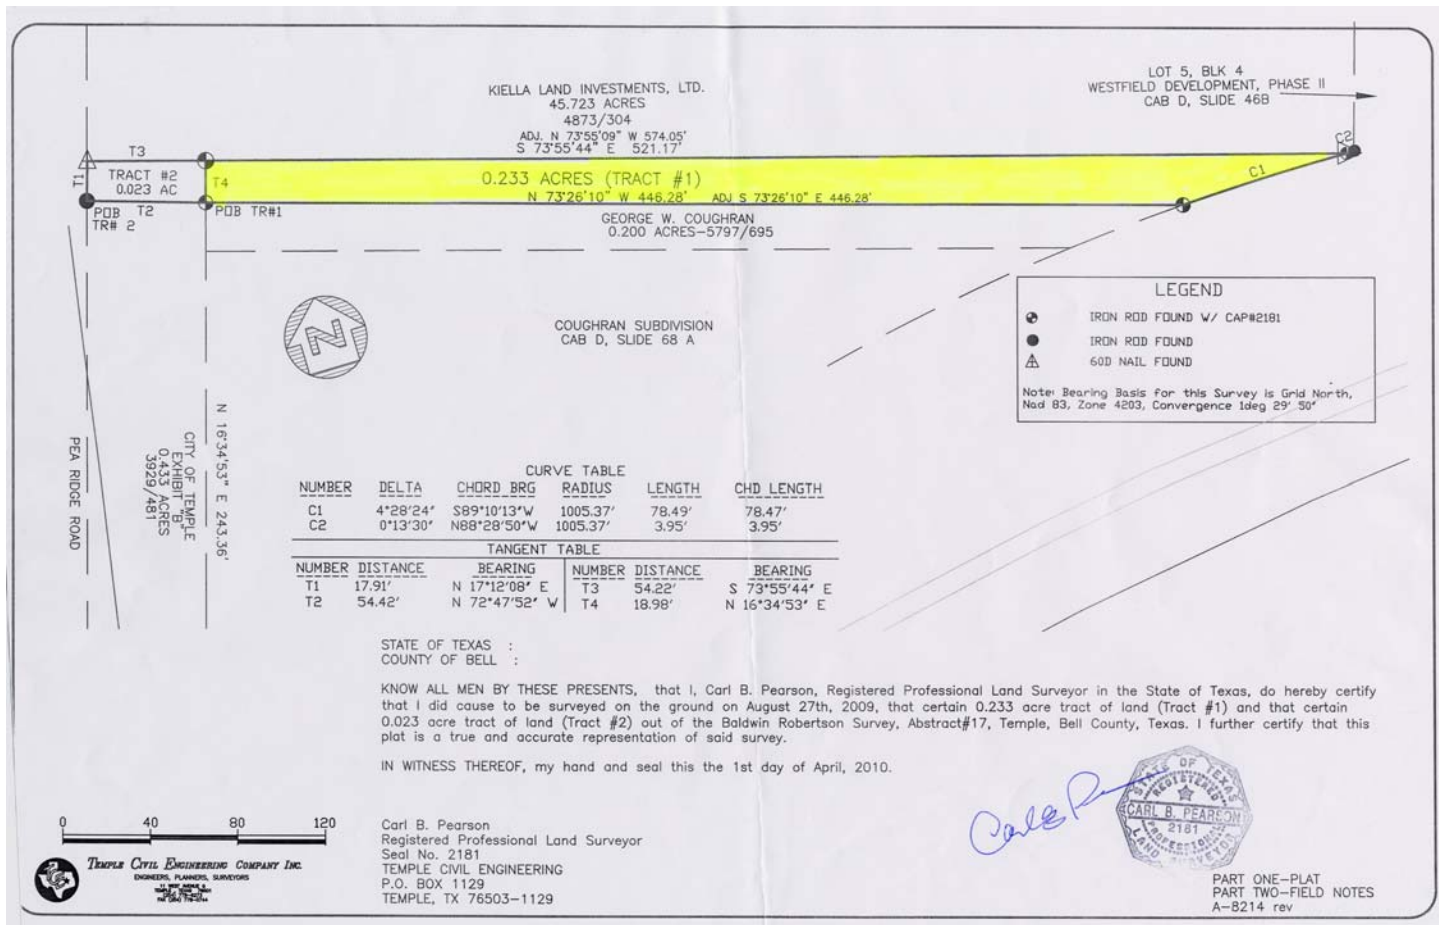 KIELLA LAND INVESTMENTS, LTD.
45.723 ACRES
4873/304
ADJ. N 73°55'09" W 574.05'
S 73°55'44" E 521.17'
LOT 5, BLK 4
WESTFIELD DEVELOPMENT, PHASE II
CAB D, SLIDE 46B
T3
T1
TRACT #2
0.023 AC
T4
T2
POB
TR# 2
POB TR#1
0.233 ACRES (TRACT #1)
N 73°26'10" W 446.28' ADJ S 73°26'10" E 446.28'
C1
C2
GEORGE W. COUGHRAN
0.200 ACRES-5797/695
N
COUGHRAN SUBDIVISION
CAB D, SLIDE 68 A
LEGEND
IRON ROD FOUND W/ CAP#2181
IRON ROD FOUND
60D NAIL FOUND
Note: Bearing Basis for this Survey is Grid North,
Nad 83, Zone 4203, Convergence 1deg 29' 50"
PEA RIDGE ROAD
CITY OF TEMPLE
EXHIBIT "B"
0.433 ACRES
3929/481
N 16°34'53" E 243.36'
CURVE TABLE
NUMBER DELTA CHORD BRG RADIUS LENGTH CHD LENGTH
C1 4°28'24" S89°10'13"W 1005.37' 78.49' 78.47'
C2 0°13'30" N88°28'50"W 1005.37' 3.95' 3.95'
TANGENT TABLE
NUMBER DISTANCE BEARING NUMBER DISTANCE BEARING
T1 17.91' N 17°12'08" E T3 54.22' S 73°55'44" E
T2 54.42' N 72°47'52" W T4 18.98' N 16°34'53" E
STATE OF TEXAS :
COUNTY OF BELL :
KNOW ALL MEN BY THESE PRESENTS, that I, Carl B. Pearson, Registered Professional Land Surveyor in the State of Texas, do hereby certify
that I did cause to be surveyed on the ground on August 27th, 2009, that certain 0.233 acre tract of land (Tract #1) and that certain
0.023 acre tract of land (Tract #2) out of the Baldwin Robertson Survey, Abstract#17, Temple, Bell County, Texas. I further certify that this
plat is a true and accurate representation of said survey.
IN WITNESS THEREOF, my hand and seal this the 1st day of April, 2010.
STATE OF TEXAS
REGISTERED
CARL B. PEARSON
2181
PROFESSIONAL
LAND SURVEYOR
0 40 80 120
TEMPLE CIVIL ENGINEERING COMPANY INC.
ENGINEERS, PLANNERS, SURVEYORS
Carl B. Pearson
Registered Professional Land Surveyor
Seal No. 2181
TEMPLE CIVIL ENGINEERING
P.O. BOX 1129
TEMPLE, TX 76503-1129
PART ONE-PLAT
PART TWO-FIELD NOTES
A-8214 rev